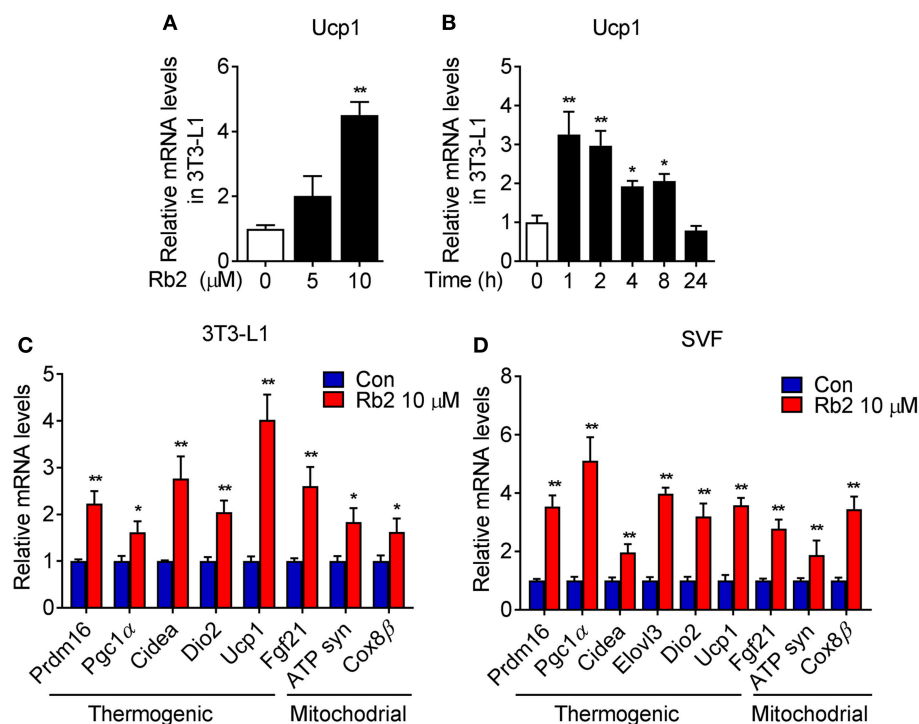 A
Ucp1
Relative mRNA levels
in 3T3-L1
6
4
2
0
**
Rb2 (μM) 0 5 10
B
Ucp1
Relative mRNA levels
in 3T3-L1
5
4
3
2
1
0
** ** * *
Time (h) 0 1 2 4 8 24
C
3T3-L1
Relative mRNA levels
5
4
3
2
1
0
Con
Rb2 10 μM
** * ** ** ** ** * *
Prdm16
Pgc1α
Cidea
Dio2
Ucp1
Fgf21
ATP syn
Cox8β
Thermogenic
Mitochodrial
D
SVF
Relative mRNA levels
8
6
4
2
0
Con
Rb2 10 μM
** ** ** ** ** ** ** ** **
Prdm16
Pgc1α
Cidea
Elovl3
Dio2
Ucp1
Fgf21
ATP syn
Cox8β
Thermogenic
Mitochodrial